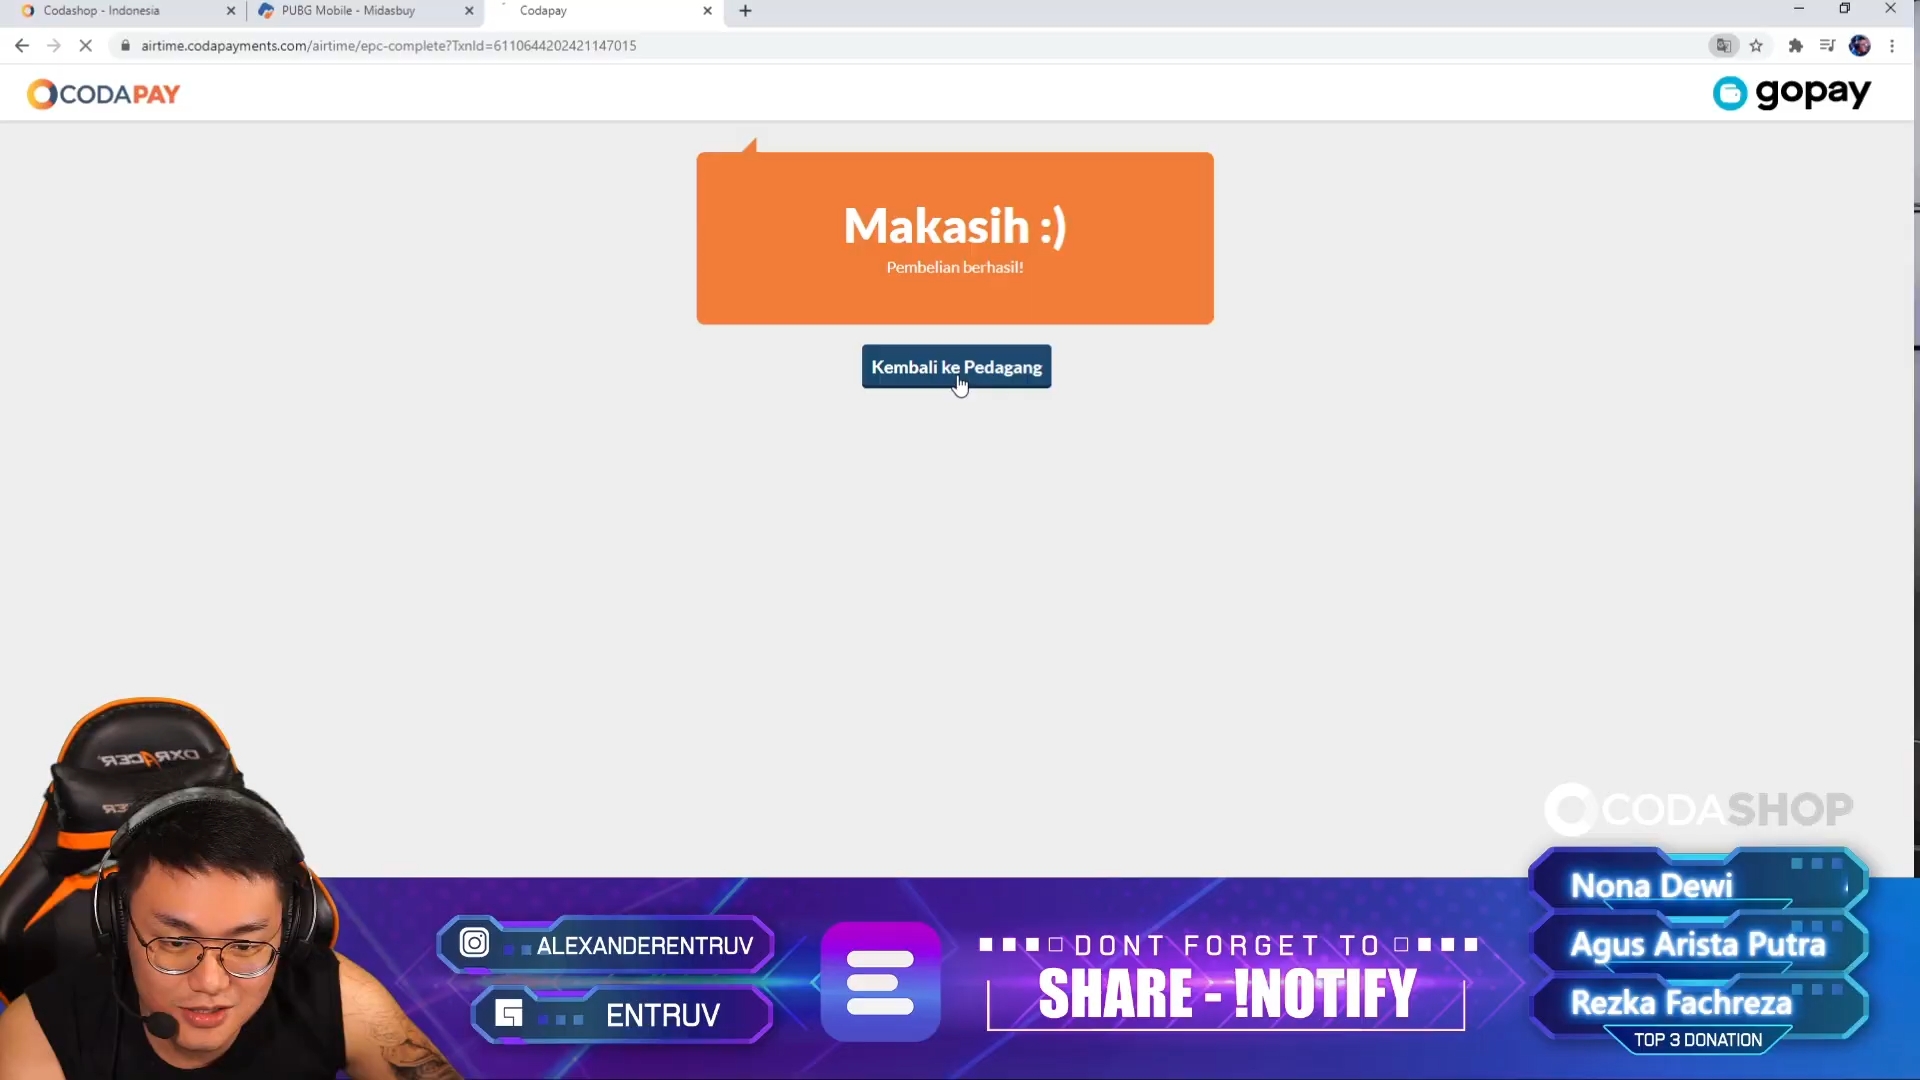 Codashop - Indonesia
PUBG Mobile - Midasbuy
Codapay
airtime.codapayments.com/airtime/epc-complete?TxnId=6110644202421147015
CODAPAY
gopay
Makasih :)
Pembelian berhasil!
Kembali ke Pedagang
DXRACER
CODASHOP
ALEXANDERENTRUV
ENTRUV
DONT FORGET TO
SHARE - !NOTIFY
Nona Dewi
Agus Arista Putra
Rezka Fachreza
TOP 3 DONATION